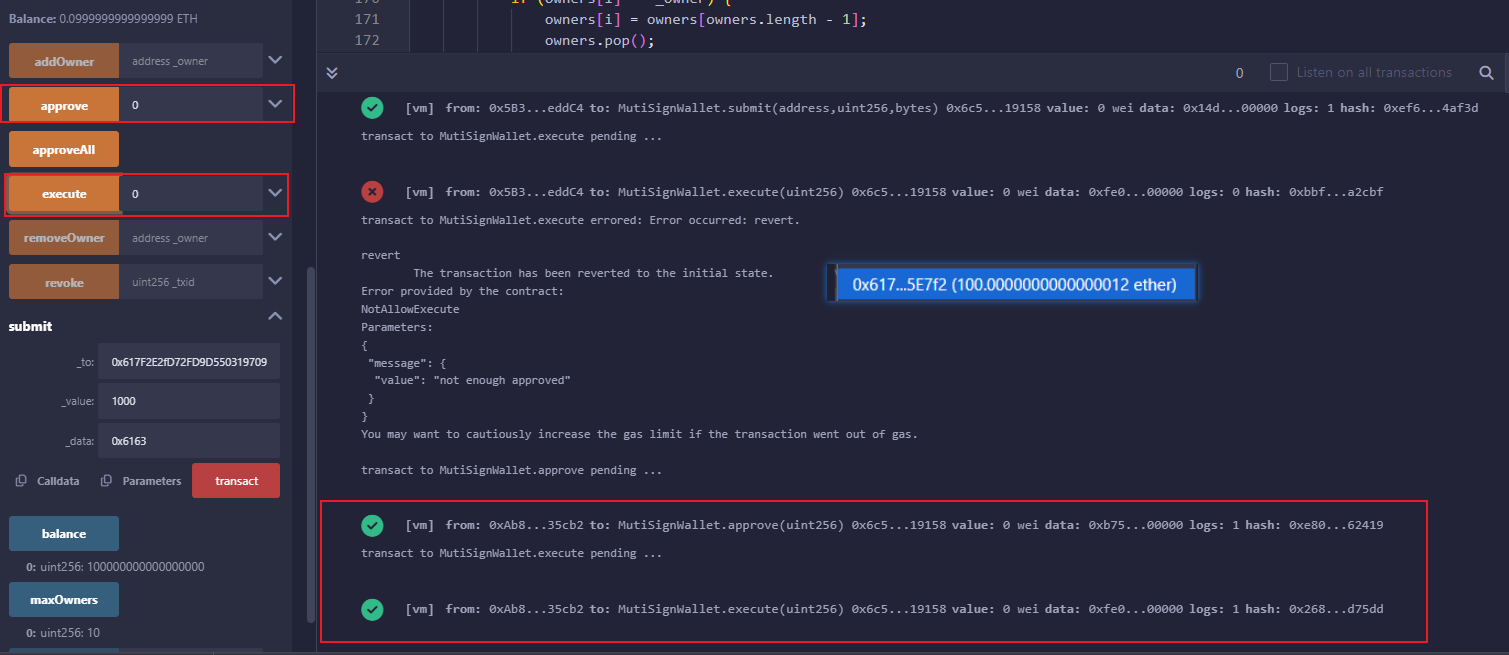 Balance: 0.0999999999999999 ETH
addOwner address _owner
approve 0
approveAll
execute 0
removeOwner address _owner
revoke uint256 _txid
submit
_to: 0x617F2E2fD72FD9D550319709
_value: 1000
_data: 0x6163
Calldata Parameters transact
balance
0: uint256: 100000000000000000
maxOwners
0: uint256: 10
171 owners[i] = owners[owners.length - 1];
172 owners.pop();
0 Listen on all transactions
[vm] from: 0x5B3...eddC4 to: MutiSignWallet.submit(address,uint256,bytes) 0x6c5...19158 value: 0 wei data: 0x14d...00000 logs: 1 hash: 0xef6...4af3d
transact to MutiSignWallet.execute pending ...
[vm] from: 0x5B3...eddC4 to: MutiSignWallet.execute(uint256) 0x6c5...19158 value: 0 wei data: 0xfe0...00000 logs: 0 hash: 0xbbf...a2cbf
transact to MutiSignWallet.execute errored: Error occurred: revert.
revert
The transaction has been reverted to the initial state.
Error provided by the contract:
NotAllowExecute
Parameters:
{
"message": {
"value": "not enough approved"
}
}
You may want to cautiously increase the gas limit if the transaction went out of gas.
0x617...5E7f2 (100.0000000000000012 ether)
transact to MutiSignWallet.approve pending ...
[vm] from: 0xAb8...35cb2 to: MutiSignWallet.approve(uint256) 0x6c5...19158 value: 0 wei data: 0xb75...00000 logs: 1 hash: 0xe80...62419
transact to MutiSignWallet.execute pending ...
[vm] from: 0xAb8...35cb2 to: MutiSignWallet.execute(uint256) 0x6c5...19158 value: 0 wei data: 0xfe0...00000 logs: 1 hash: 0x268...d75dd